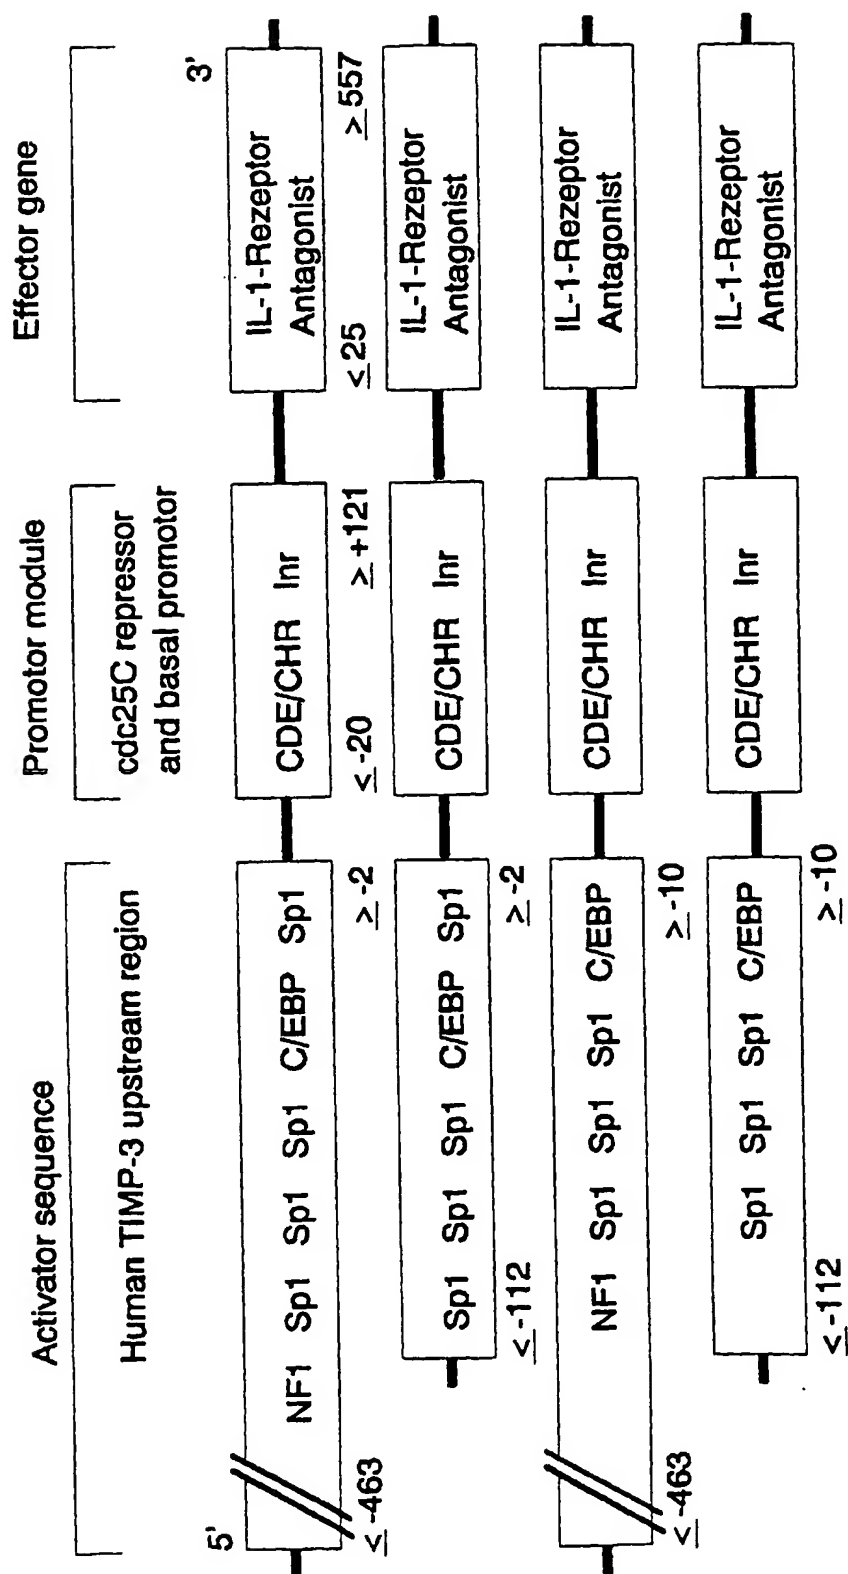 Activator sequence
Promotor module
Effector gene
Human TIMP-3 upstream region
cdc25C repressor
and basal promotor
5'
3'
NF1 Sp1 Sp1 Sp1 C/EBP Sp1
CDE/CHR Inr
IL-1-Rezeptor
Antagonist
≤ -463
≥ -2
≤ -20
≥ +121
≤ 25
≥ 557
Sp1 Sp1 Sp1 C/EBP Sp1
CDE/CHR Inr
IL-1-Rezeptor
Antagonist
≤ -112
≥ -2
NF1 Sp1 Sp1 Sp1 C/EBP
CDE/CHR Inr
IL-1-Rezeptor
Antagonist
≤ -463
≥ -10
Sp1 Sp1 Sp1 C/EBP
CDE/CHR Inr
IL-1-Rezeptor
Antagonist
≤ -112
≥ -10